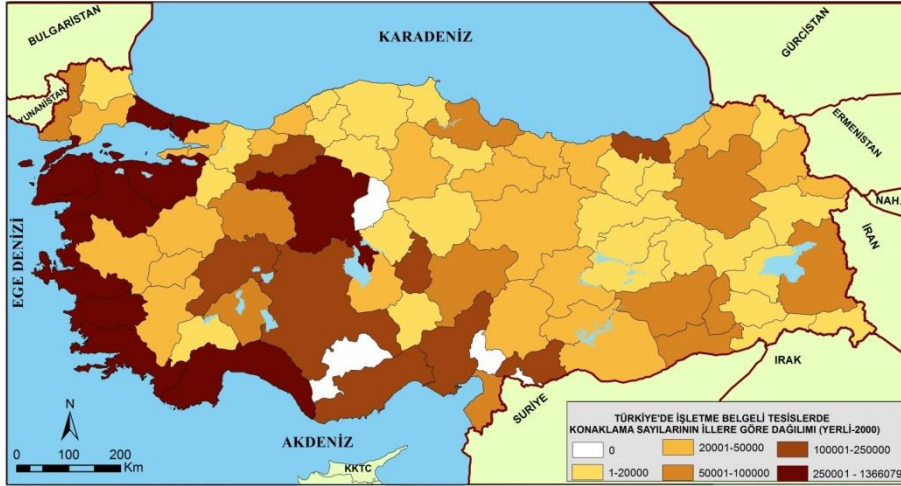 BULGARİSTAN
KARADENİZ
GÜRCİSTAN
YUNANİSTAN
ERMENİSTAN
NAH.
İRAN
EGE DENİZİ
IRAK
SURİYE
AKDENİZ
KKTC
N
0 50 100 200
Km
TÜRKİYE'DE İŞLETME BELGELİ TESİSLERDE
KONAKLAMA SAYILARININ İLLERE GÖRE DAĞILIMI (YERLİ-2000)
0 20001-50000 100001-250000
1-20000 50001-100000 250001 - 1366079